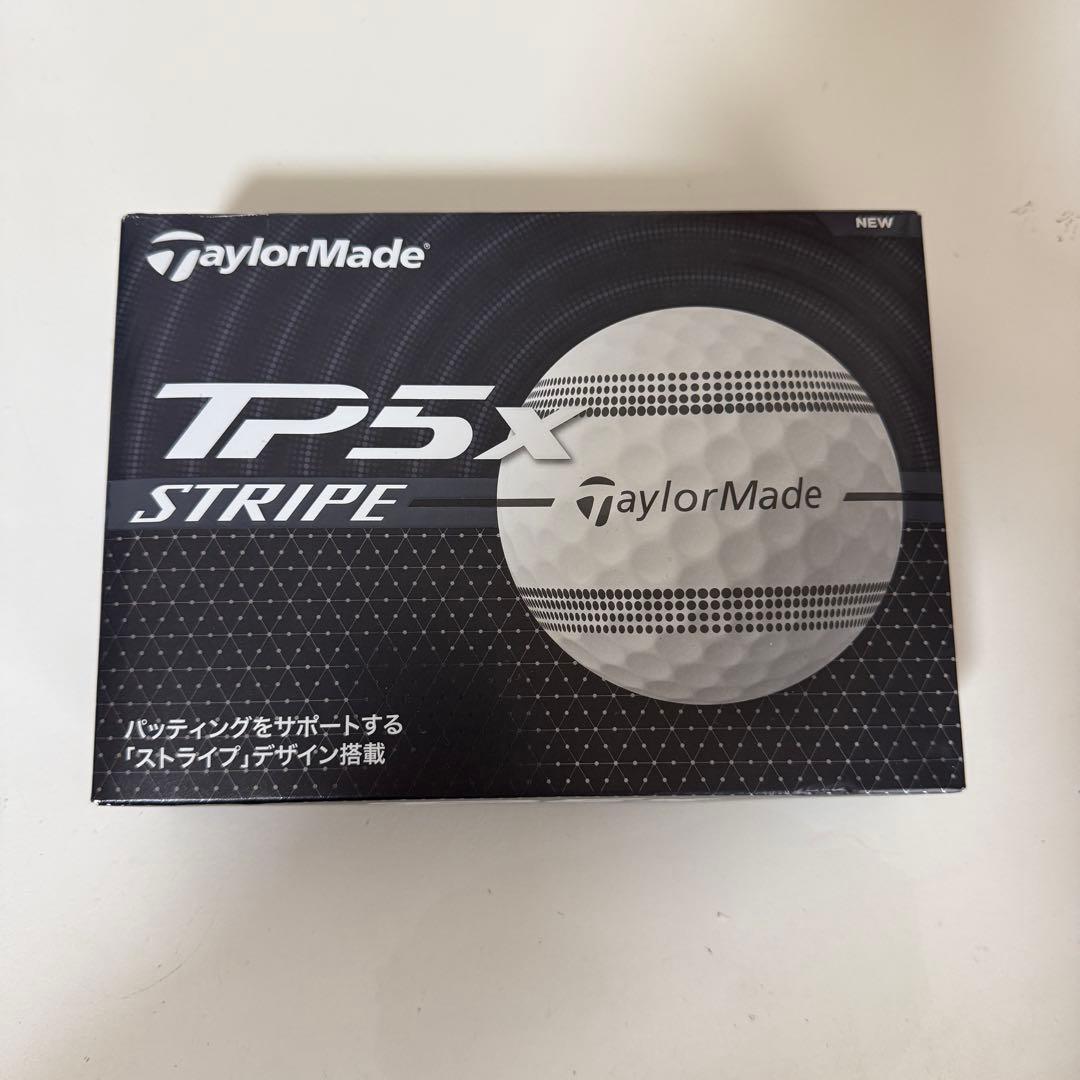 TaylorMade®
NEW
TP5x
STRIPE
TaylorMade
パッティングをサポートする
「ストライプ」デザイン搭載